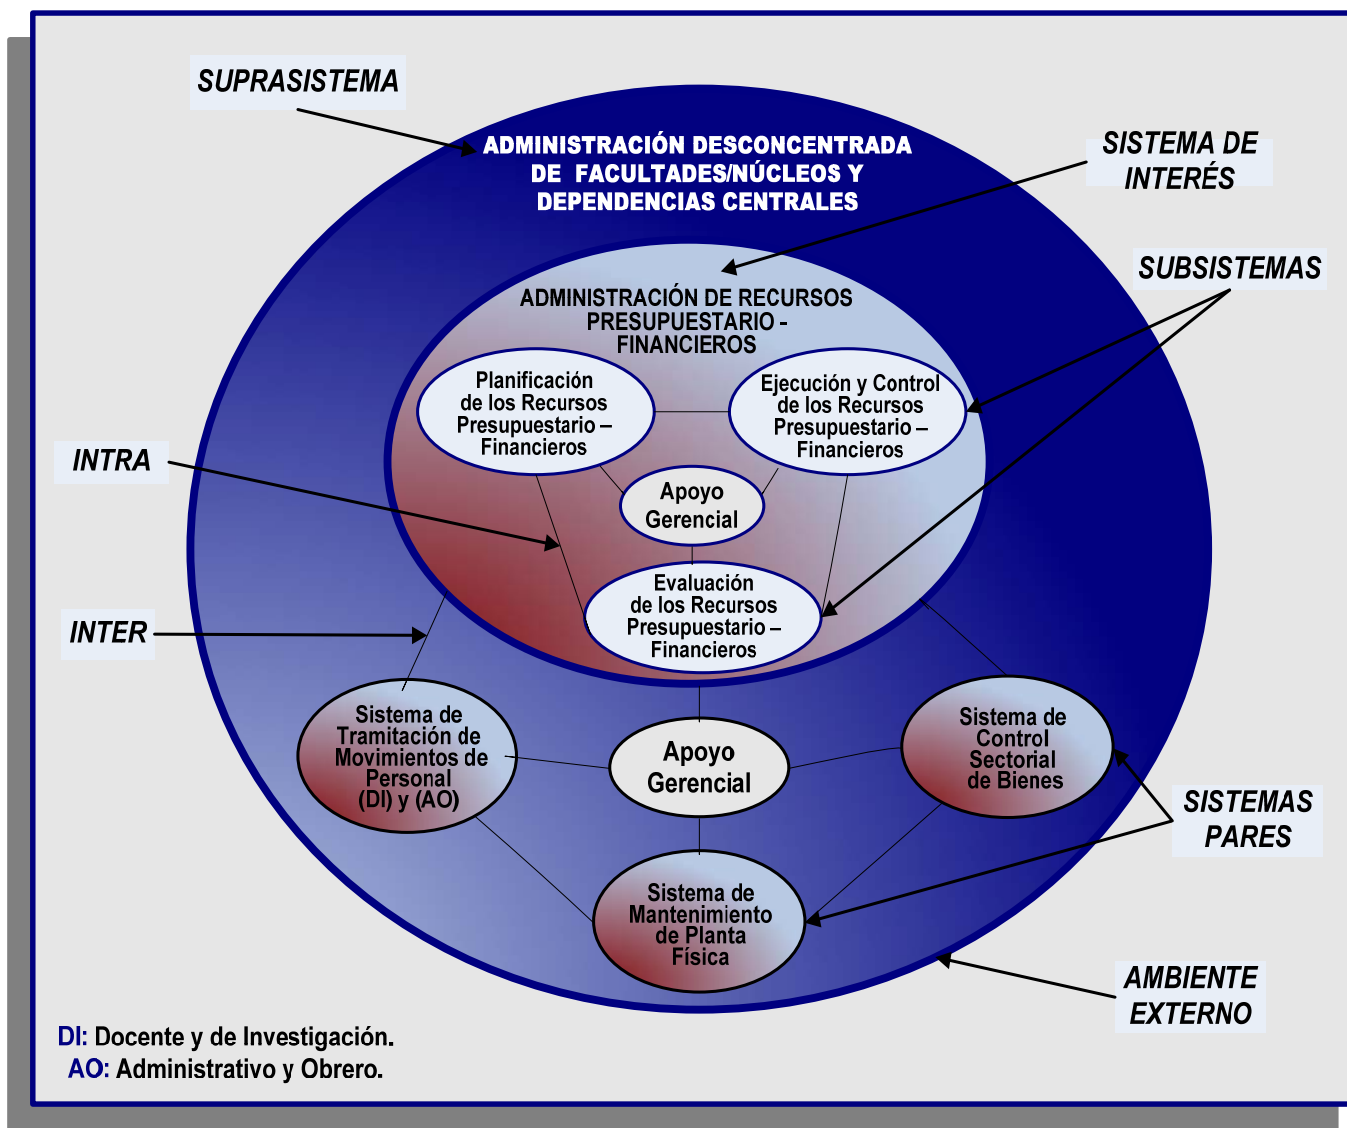 SUPRASISTEMA
ADMINISTRACIÓN DESCONCENTRADA
DE FACULTADES/NÚCLEOS Y
DEPENDENCIAS CENTRALES
SISTEMA DE
INTERÉS
SUBSISTEMAS
ADMINISTRACIÓN DE RECURSOS
PRESUPUESTARIO -
FINANCIEROS
Planificación
de los Recursos
Presupuestario –
Financieros
Ejecución y Control
de los Recursos
Presupuestario –
Financieros
INTRA
Apoyo
Gerencial
Evaluación
de los Recursos
Presupuestario –
Financieros
INTER
Sistema de
Tramitación de
Movimientos de
Personal
(DI) y (AO)
Apoyo
Gerencial
Sistema de
Control
Sectorial
de Bienes
SISTEMAS
PARES
Sistema de
Mantenimiento
de Planta
Física
AMBIENTE
EXTERNO
DI: Docente y de Investigación.
AO: Administrativo y Obrero.